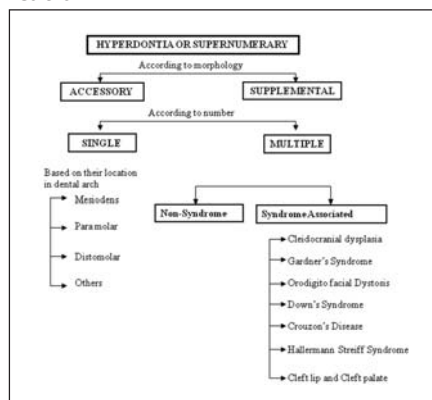 HYPERDONTIA OR SUPERNUMERARY
According to morphology
ACCESSORY
SUPPLEMENTAL
According to number
SINGLE
MULTIPLE
Based on their location
in dental arch
Mesiodens
Paramolar
Distomolar
Others
Non-Syndrome
Syndrome Associated
Cleidocranial dysplasia
Gardner's Syndrome
Orodigito facial Dystosis
Down's Syndrome
Crouzon's Disease
Hallermann Streiff Syndrome
Cleft lip and Cleft palate